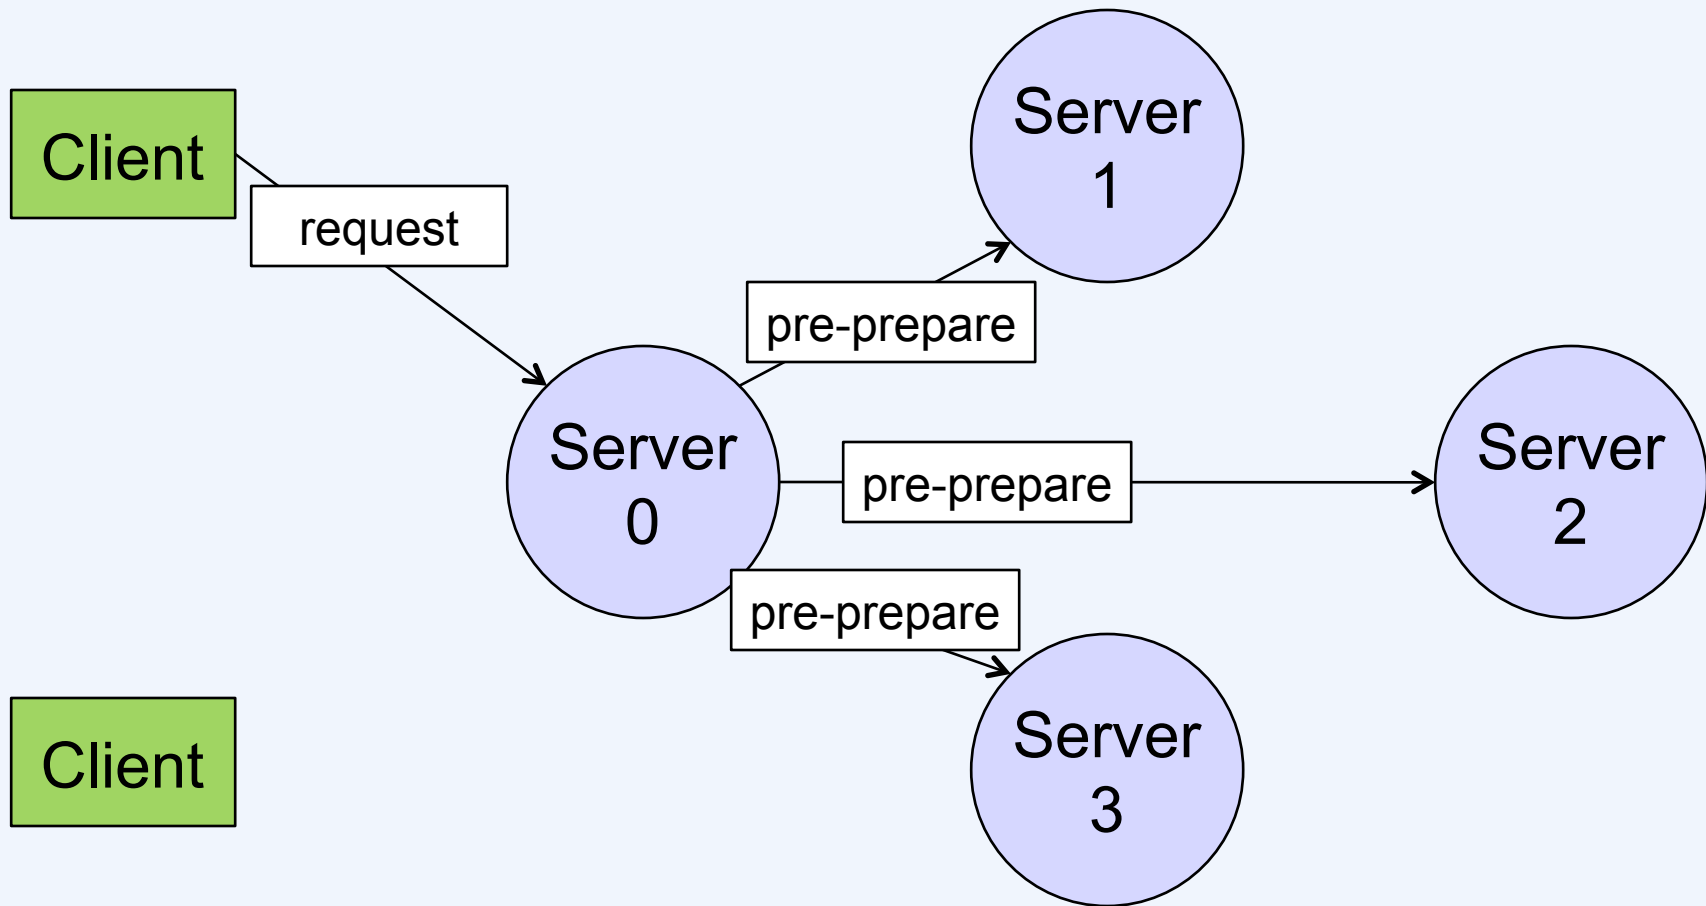 Client
request
Server
1
pre-prepare
Server
0
pre-prepare
Server
2
pre-prepare
Client
Server
3